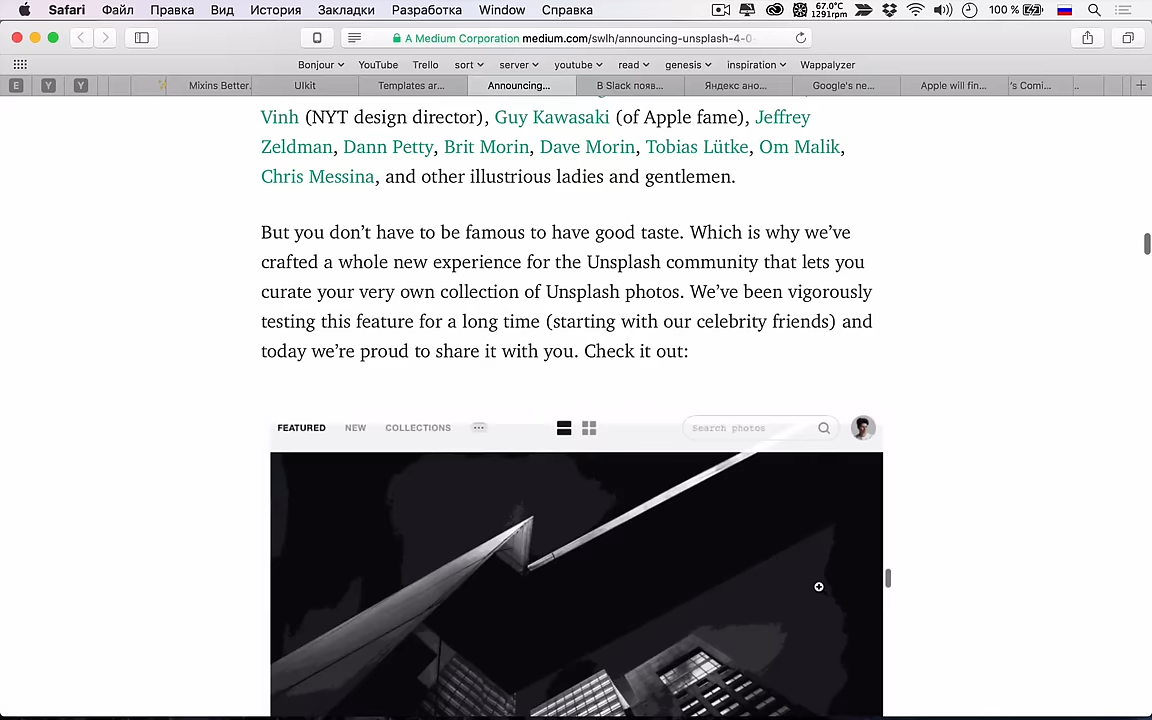 Safari Файл Правка Вид История Закладки Разработка Window Справка 67.0°C 1291rpm 100 %
A Medium Corporation medium.com/swlh/announcing-unsplash-4-0-
Bonjour YouTube Trello sort server youtube read genesis inspiration Wappalyzer
E Y Y Mixins Better. UIkit Templates ar... Announcing... В Slack появ... Яндекс ано... Google's ne... Apple will fin... 's Comi...
Vinh (NYT design director), Guy Kawasaki (of Apple fame), Jeffrey
Zeldman, Dann Petty, Brit Morin, Dave Morin, Tobias Lütke, Om Malik,
Chris Messina, and other illustrious ladies and gentlemen.
But you don’t have to be famous to have good taste. Which is why we’ve
crafted a whole new experience for the Unsplash community that lets you
curate your very own collection of Unsplash photos. We’ve been vigorously
testing this feature for a long time (starting with our celebrity friends) and
today we’re proud to share it with you. Check it out:
FEATURED NEW COLLECTIONS Search photos